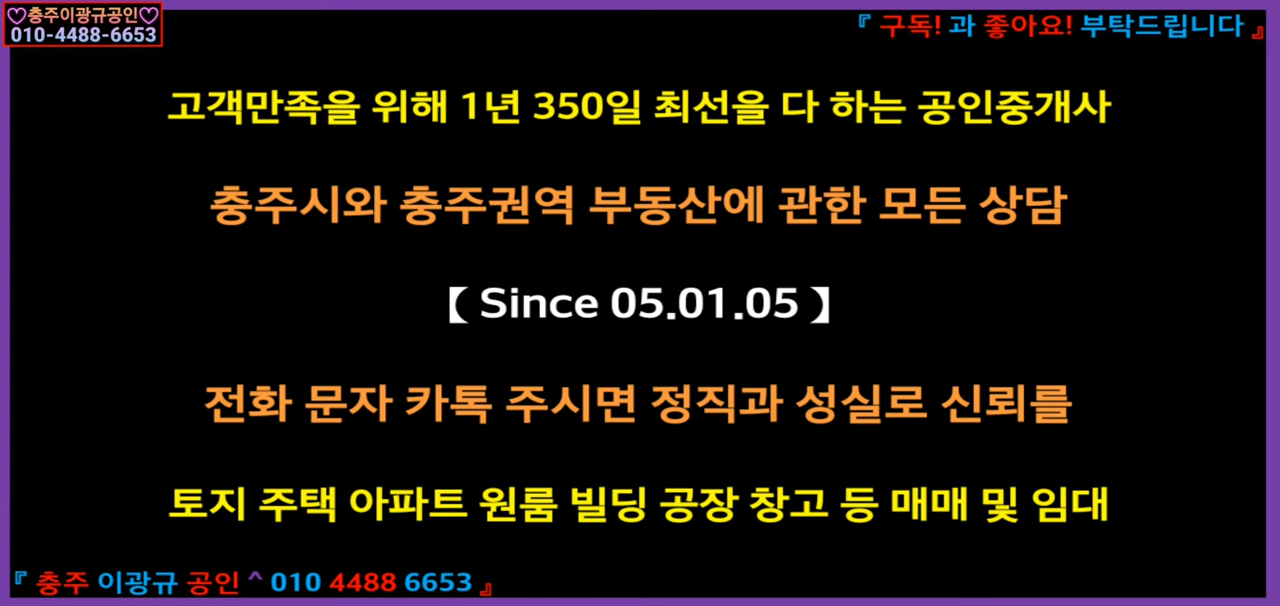 ♡충주이광규공인♡
010-4488-6653
『 구독! 과 좋아요! 부탁드립니다 』
고객만족을 위해 1년 350일 최선을 다 하는 공인중개사
충주시와 충주권역 부동산에 관한 모든 상담
【 Since 05.01.05 】
전화 문자 카톡 주시면 정직과 성실로 신뢰를
토지 주택 아파트 원룸 빌딩 공장 창고 등 매매 및 임대
『 충주 이광규 공인 ^ 010 4488 6653 』